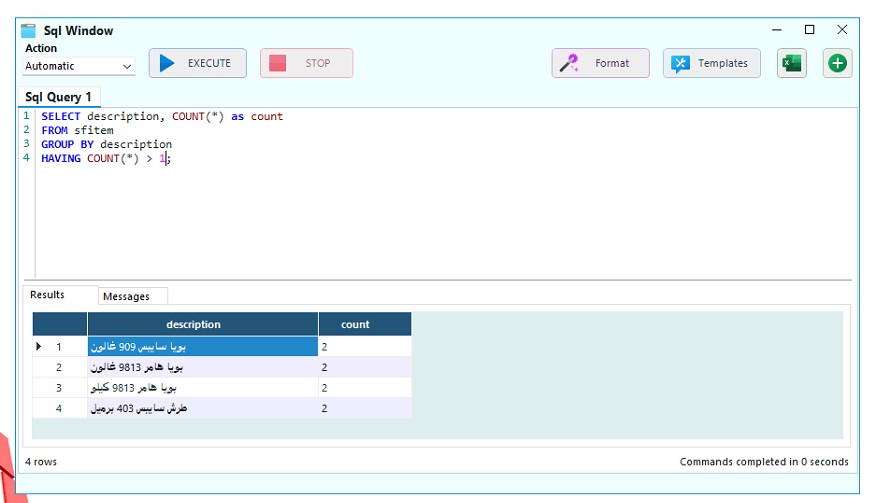 Sql Window
Action
Automatic
EXECUTE
STOP
Format
Templates
Sql Query 1
1 SELECT description, COUNT(*) as count
2 FROM sfitem
3 GROUP BY description
4 HAVING COUNT(*) > 1;
Results Messages
description count
1 بويا سايبس 909 غالون 2
2 بويا هامر 9813 غالون 2
3 بويا هامر 9813 كيلو 2
4 طرش سايبس 403 برميل 2
4 rows
Commands completed in 0 seconds